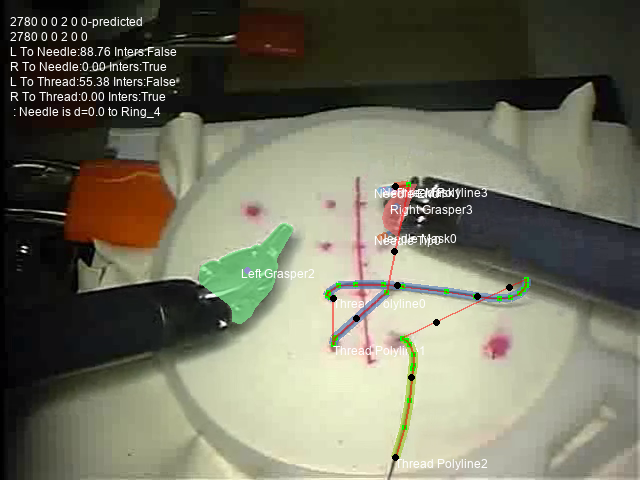 2780 0 0 2 0 0-predicted
2780 0 0 2 0 0
L To Needle:88.76 Inters:False
R To Needle:0.00 Inters:True
L To Thread:55.38 Inters:False
R To Thread:0.00 Inters:True
: Needle is d=0.0 to Ring_4
Right Grasper3
Needle Tip
Left Grasper2
Thread Polyline0
Thread Polyline1
Thread Polyline2